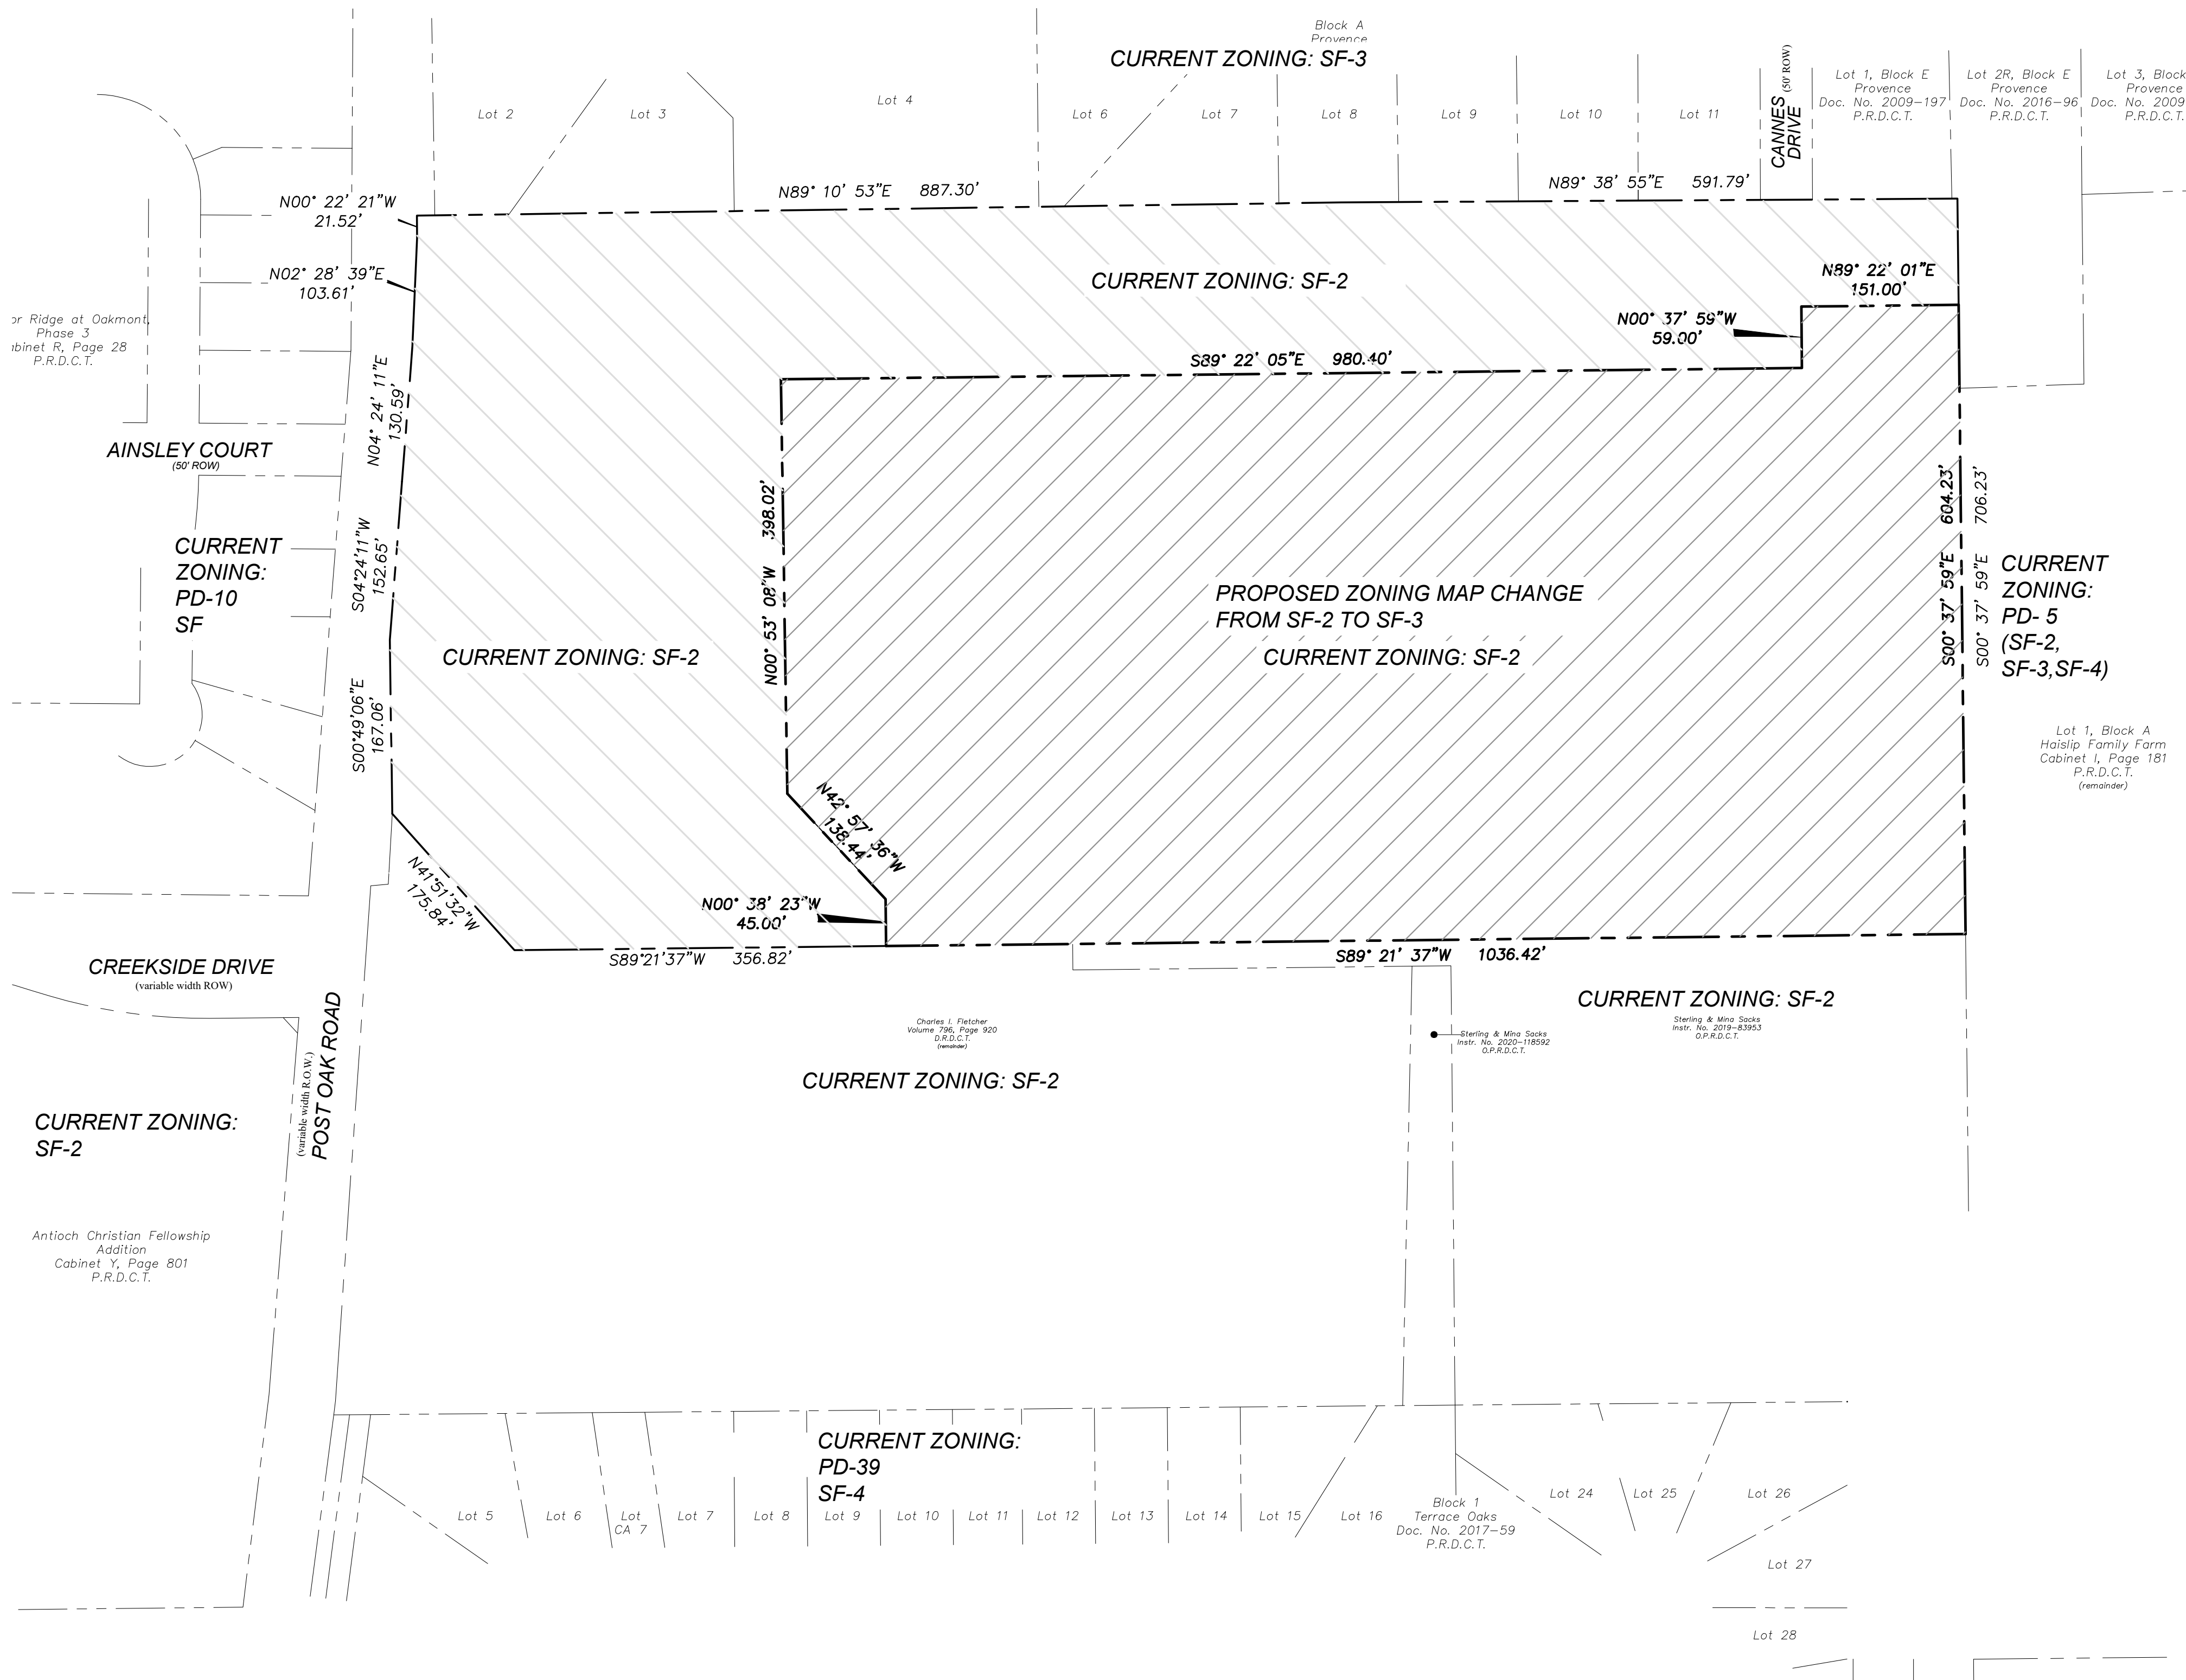 Block A
Provence
CURRENT ZONING: SF-3
Lot 2
Lot 3
Lot 4
Lot 6
Lot 7
Lot 8
Lot 9
Lot 10
Lot 11
CANNES
DRIVE
(50' ROW)
Lot 1, Block E
Provence
Doc. No. 2009-197
P.R.D.C.T.
Lot 2R, Block E
Provence
Doc. No. 2016-96
P.R.D.C.T.
Lot 3, Block
Provence
Doc. No. 2009
P.R.D.C.T.
N00° 22' 21"W
21.52'
N89° 10' 53"E 887.30'
N89° 38' 55"E 591.79'
N02° 28' 39"E
103.61'
CURRENT ZONING: SF-2
N89° 22' 01"E
151.00'
N00° 37' 59"W
59.00'
S89° 22' 05"E 980.40'
or Ridge at Oakmont,
Phase 3
binet R, Page 28
P.R.D.C.T.
N04° 24' 11"E
130.59'
AINSLEY COURT
(50' ROW)
S04°24'11"W
152.65'
CURRENT
ZONING:
PD-10
SF
S00°49'06"E
167.06'
CURRENT ZONING: SF-2
N00° 53' 08"W 398.02'
PROPOSED ZONING MAP CHANGE
FROM SF-2 TO SF-3
CURRENT ZONING: SF-2
S00° 37' 59"E 604.23'
S00° 37' 59"E 706.23'
CURRENT
ZONING:
PD- 5
(SF-2,
SF-3,SF-4)
Lot 1, Block A
Haislip Family Farm
Cabinet I, Page 181
P.R.D.C.T.
(remainder)
N42° 57' 36"W
138.44'
N41°51'32"W
175.84'
N00° 38' 23"W
45.00'
S89°21'37"W 356.82'
S89° 21' 37"W 1036.42'
CREEKSIDE DRIVE
(variable width ROW)
(variable width R.O.W.)
POST OAK ROAD
CURRENT ZONING: SF-2
Sterling & Mina Sacks
Instr. No. 2019-83953
O.P.R.D.C.T.
Charles I. Fletcher
Volume 796, Page 920
D.R.D.C.T.
(remainder)
Sterling & Mina Sacks
Instr. No. 2020-118592
O.P.R.D.C.T.
CURRENT ZONING: SF-2
CURRENT ZONING:
SF-2
Antioch Christian Fellowship
Addition
Cabinet Y, Page 801
P.R.D.C.T.
CURRENT ZONING:
PD-39
SF-4
Lot 5
Lot 6
Lot
CA 7
Lot 7
Lot 8
Lot 9
Lot 10
Lot 11
Lot 12
Lot 13
Lot 14
Lot 15
Lot 16
Block 1
Terrace Oaks
Doc. No. 2017-59
P.R.D.C.T.
Lot 24
Lot 25
Lot 26
Lot 27
Lot 28